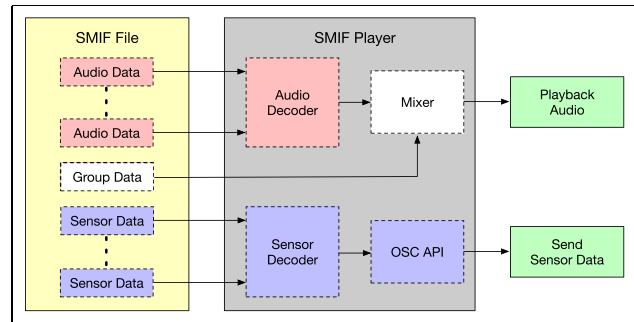 SMIF File
Audio Data
Audio Data
Group Data
Sensor Data
Sensor Data
SMIF Player
Audio
Decoder
Mixer
Sensor
Decoder
OSC API
Playback
Audio
Send
Sensor Data